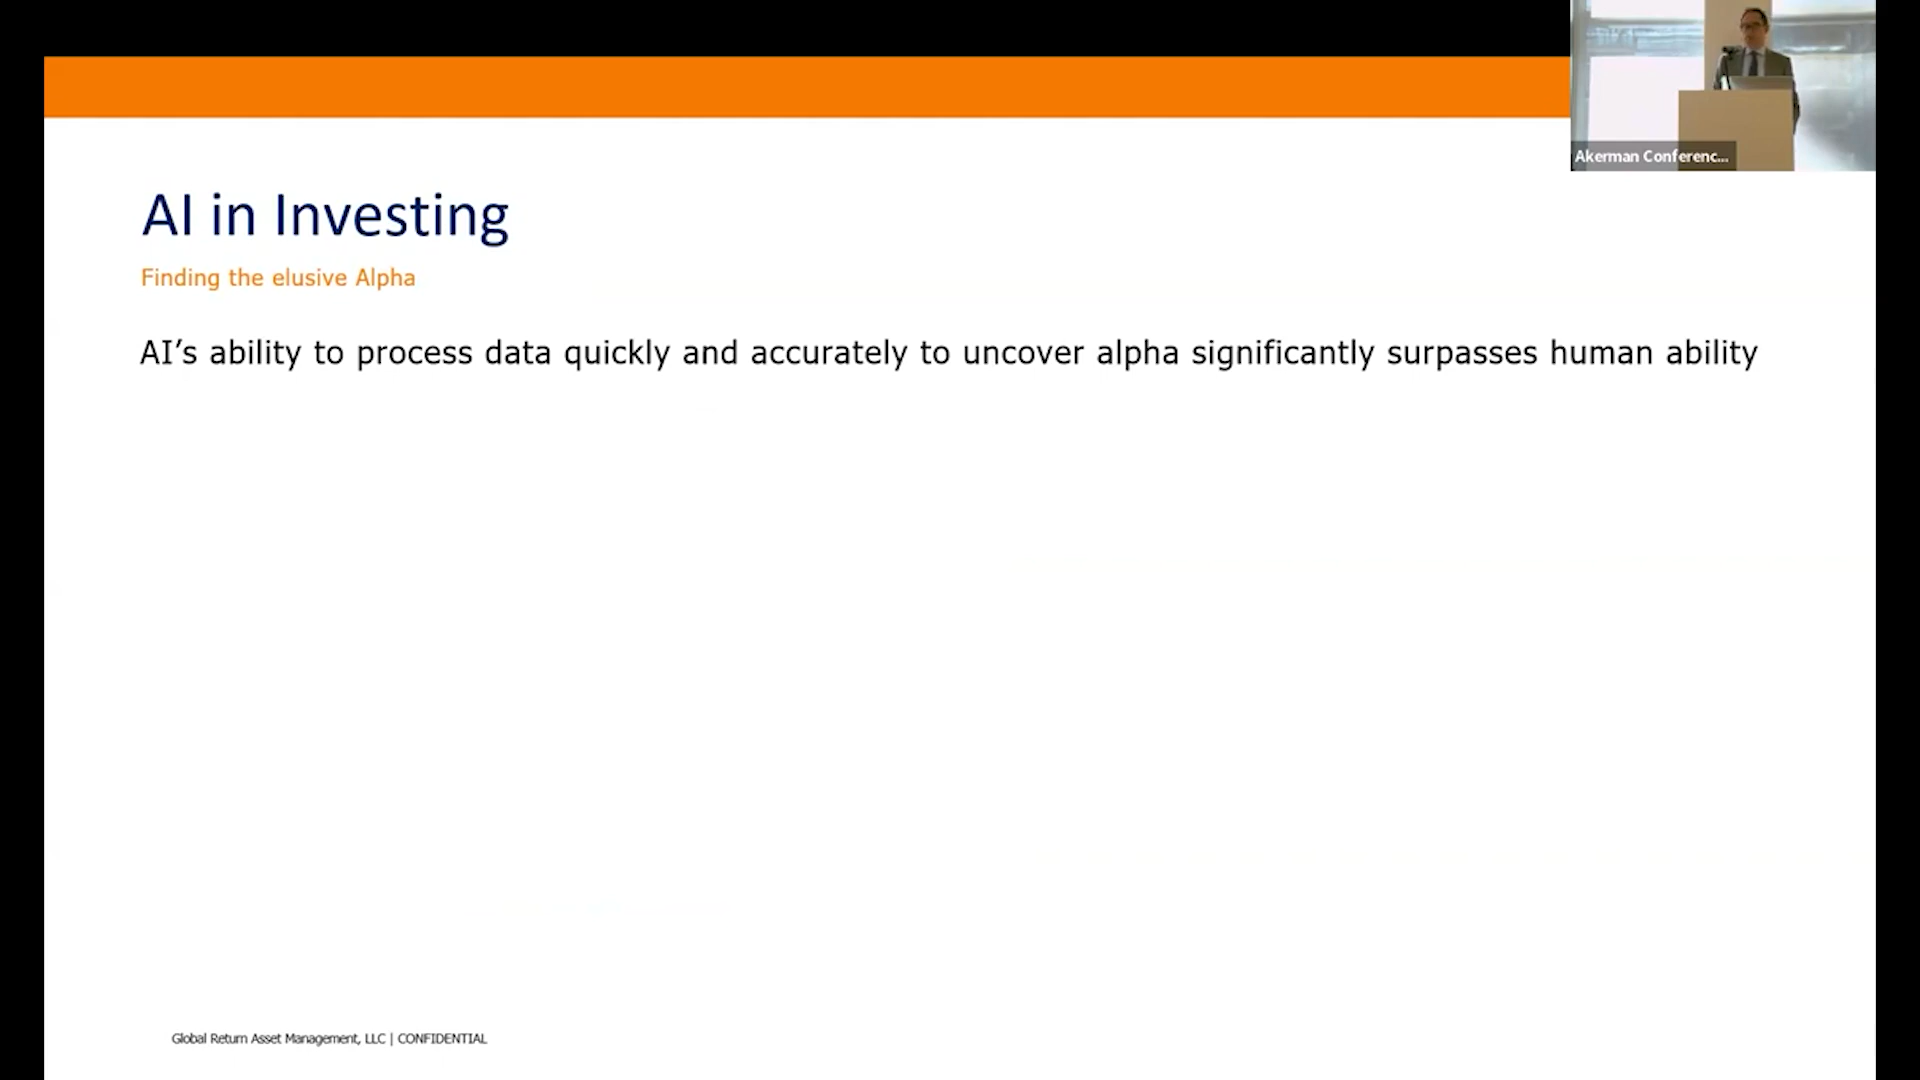 Akerman Conferenc...
AI in Investing
Finding the elusive Alpha
AI’s ability to process data quickly and accurately to uncover alpha significantly surpasses human ability
Global Return Asset Management, LLC | CONFIDENTIAL